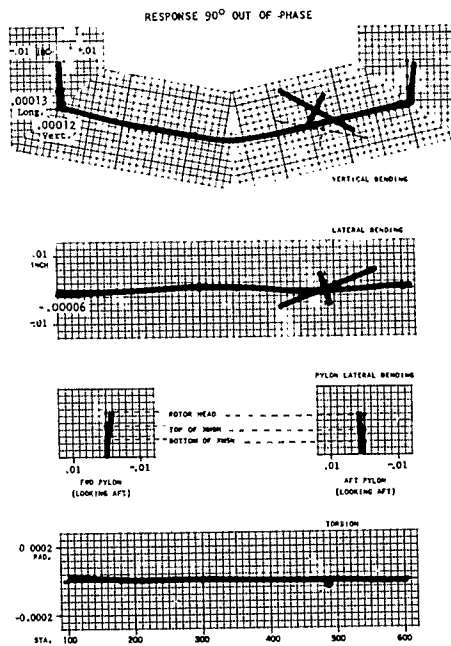 RESPONSE 90° OUT OF PHASE
-.01 INC +.01
.00013
Long.
.00012
Vert.
VERTICAL BENDING
LATERAL BENDING
.01
INCH
-.00006
-.01
PYLON LATERAL BENDING
ROTOR HEAD
TOP OF XMSN
BOTTOM OF XMSN
.01 -.01
.01 -.01
FWD PYLON
(LOOKING AFT)
AFT PYLON
(LOOKING AFT)
TORSION
0 0002
RAD.
-0.0002
STA. 100 200 300 400 500 600